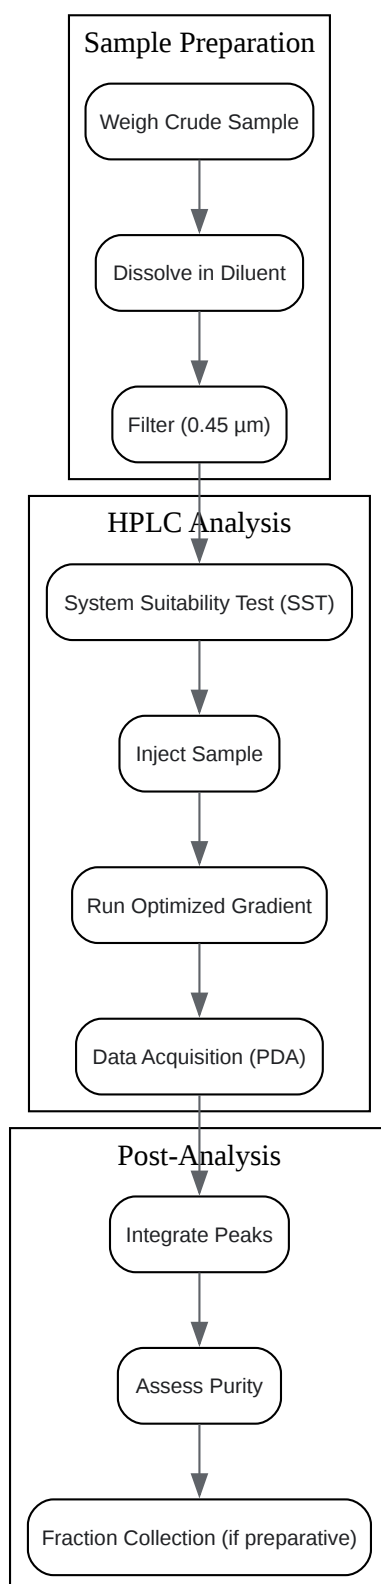 Sample Preparation
Weigh Crude Sample
Dissolve in Diluent
Filter (0.45 µm)
HPLC Analysis
System Suitability Test (SST)
Inject Sample
Run Optimized Gradient
Data Acquisition (PDA)
Post-Analysis
Integrate Peaks
Assess Purity
Fraction Collection (if preparative)